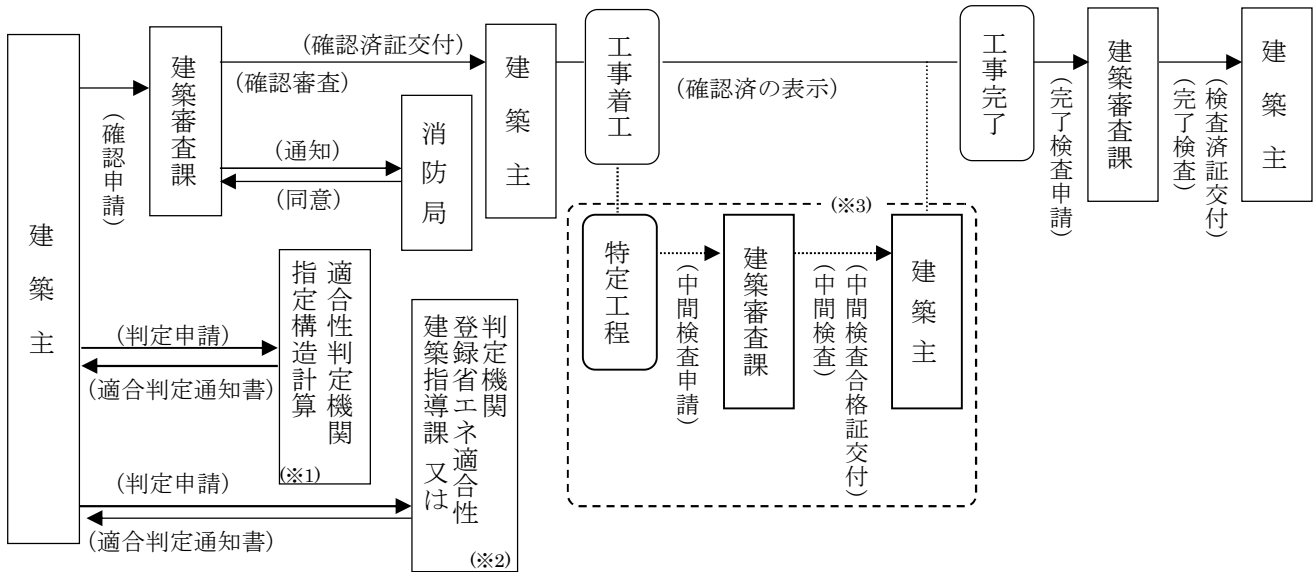 建築主
(確認申請)
建築審査課
(確認済証交付)
(確認審査)
(通知)
(同意)
消防局
建築主
工事着工
(確認済の表示)
工事完了
(完了検査申請)
建築審査課
(検査済証交付)
(完了検査)
建築主
(判定申請)
(適合判定通知書)
指定構造計算
適合性判定機関
(※1)
(判定申請)
(適合判定通知書)
建築指導課 又は
登録省エネ適合性
判定機関
(※2)
(※3)
特定工程
(中間検査申請)
建築審査課
(中間検査合格証交付)
(中間検査)
建築主